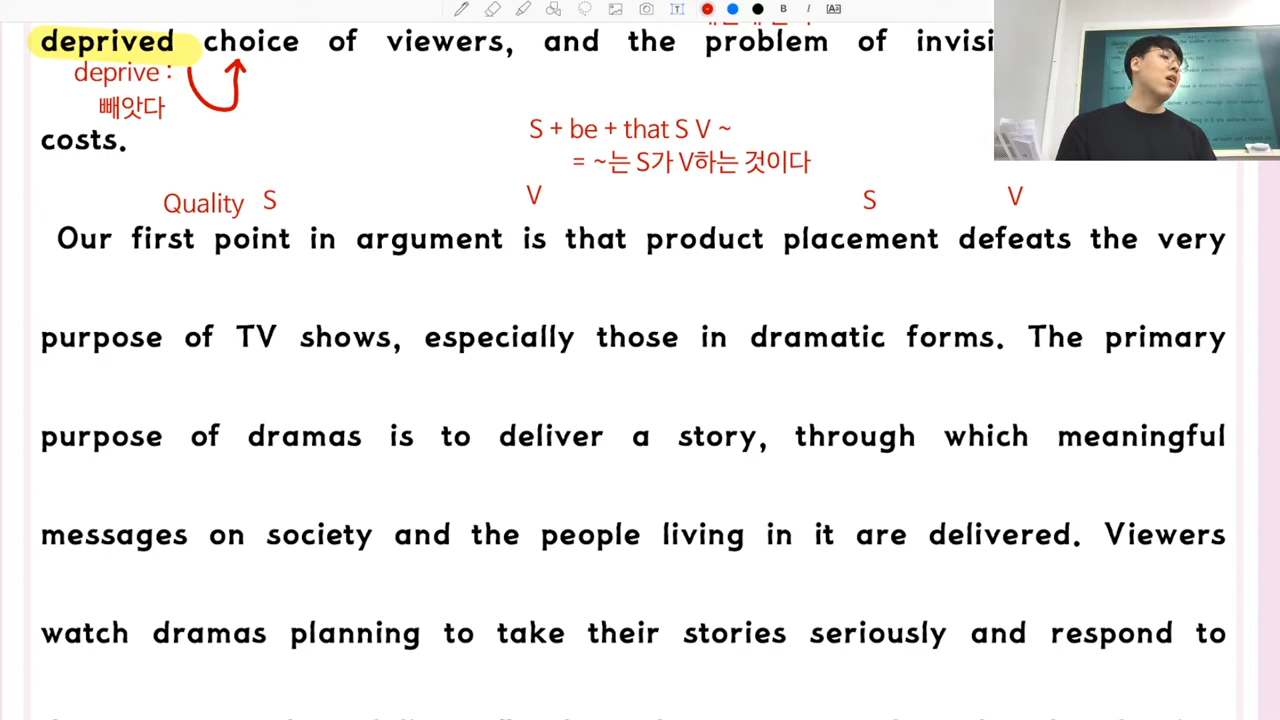 deprived choice of viewers, and the problem of
deprive :
빼앗다
costs.
S + be + that S V ~
= ~는 S가 V하는 것이다
Quality S V S V
Our first point in argument is that product placement defeats the very
purpose of TV shows, especially those in dramatic forms. The primary
purpose of dramas is to deliver a story, through which meaningful
messages on society and the people living in it are delivered. Viewers
watch dramas planning to take their stories seriously and respond to